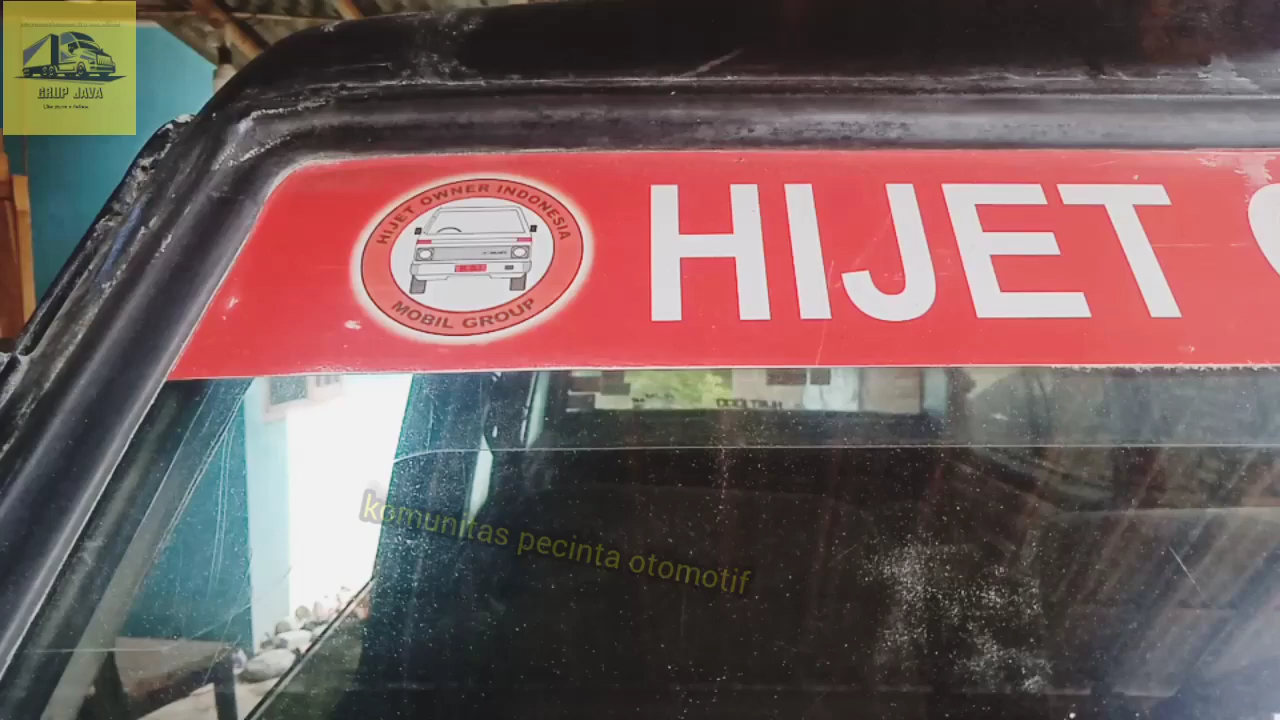 GRUP JAVA
HIJET OWNER INDONESIA
MOBIL GROUP
HIJET
komunitas pecinta otomotif